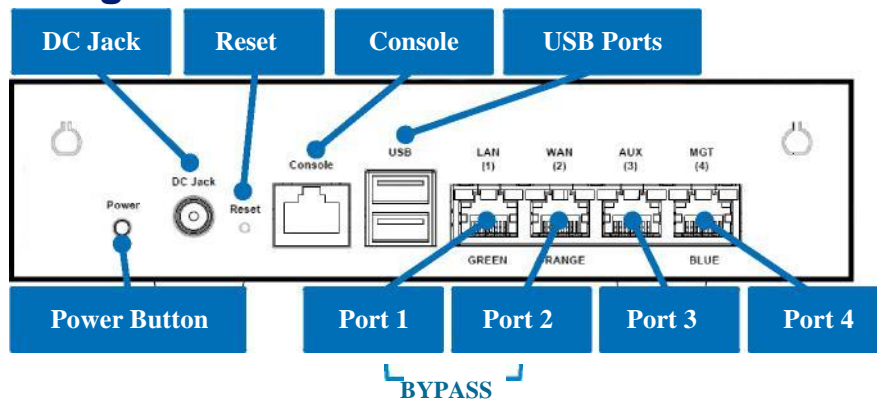 DC Jack
Reset
Console
USB Ports
USB
LAN
(1)
WAN
(2)
AUX
(3)
MGT
(4)
Console
DC Jack
Power
Reset
GREEN
RANGE
BLUE
Power Button
Port 1
Port 2
Port 3
Port 4
BYPASS